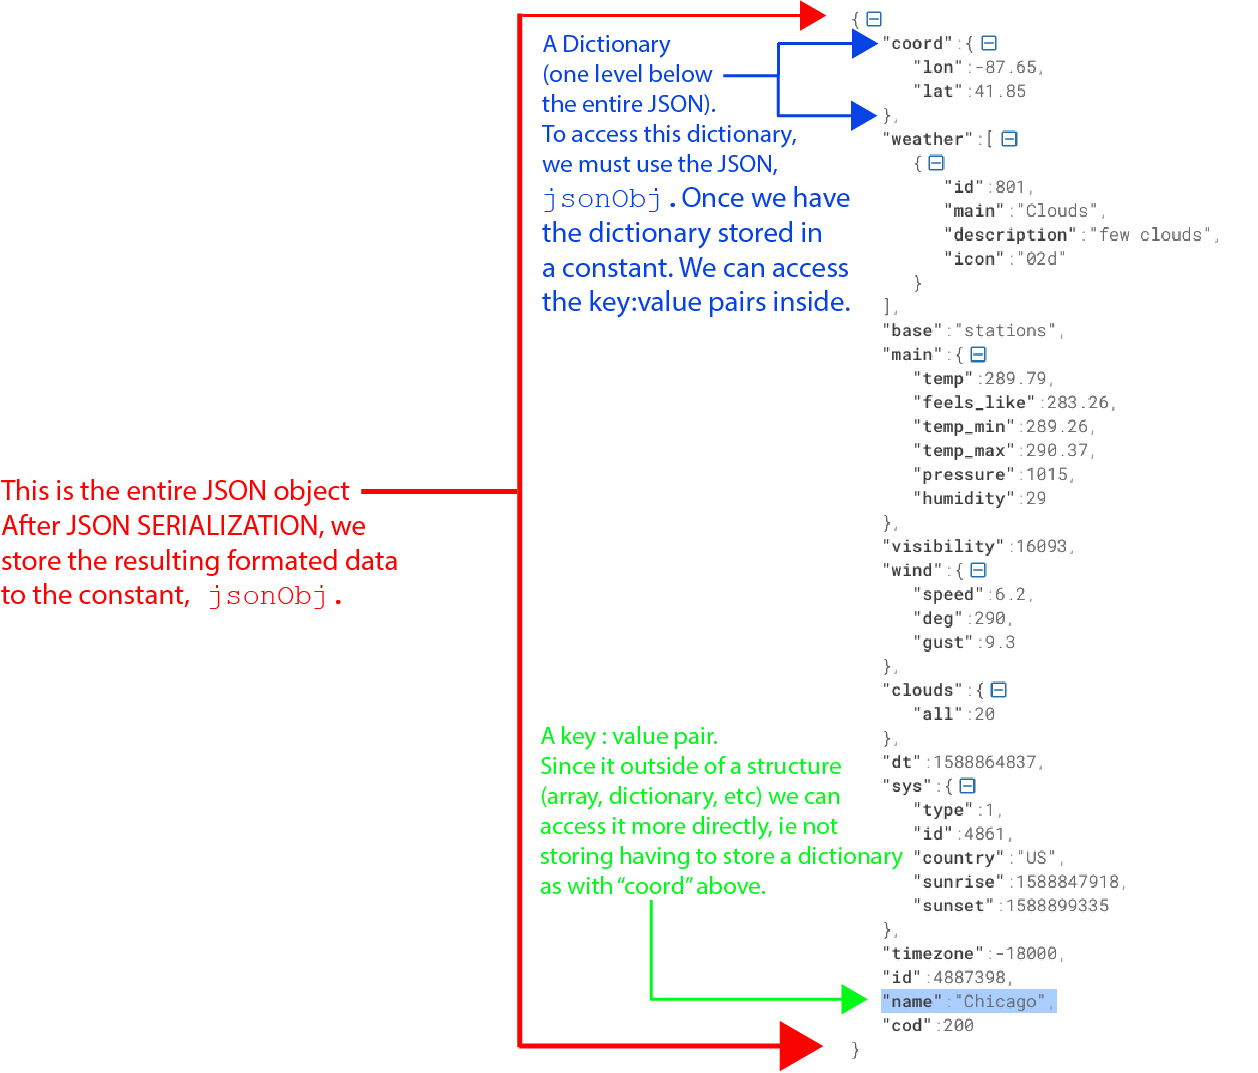 This is the entire JSON object
After JSON SERIALIZATION, we
store the resulting formated data
to the constant, jsonObj.
A Dictionary
(one level below
the entire JSON).
To access this dictionary,
we must use the JSON,
jsonObj. Once we have
the dictionary stored in
a constant. We can access
the key:value pairs inside.
A key : value pair.
Since it outside of a structure
(array, dictionary, etc) we can
access it more directly, ie not
storing having to store a dictionary
as with “coord” above.
{
"coord":{
"lon":-87.65,
"lat":41.85
},
"weather":[
{
"id":801,
"main":"Clouds",
"description":"few clouds",
"icon":"02d"
}
],
"base":"stations",
"main":{
"temp":289.79,
"feels_like":283.26,
"temp_min":289.26,
"temp_max":290.37,
"pressure":1015,
"humidity":29
},
"visibility":16093,
"wind":{
"speed":6.2,
"deg":290,
"gust":9.3
},
"clouds":{
"all":20
},
"dt":1588864837,
"sys":{
"type":1,
"id":4861,
"country":"US",
"sunrise":1588847918,
"sunset":1588899335
},
"timezone":-18000,
"id":4887398,
"name":"Chicago",
"cod":200
}